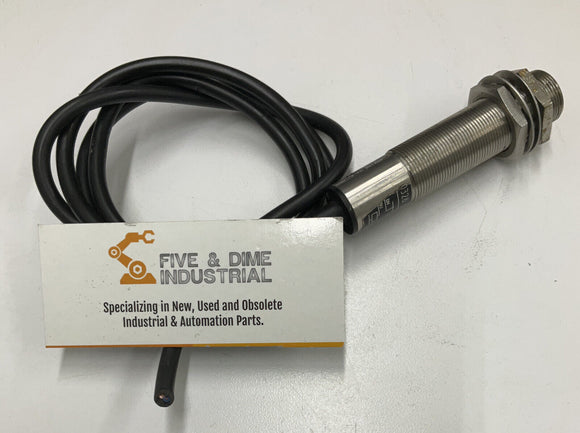 FIVE & DIME
INDUSTRIAL
Specializing in New, Used and Obsolete
Industrial & Automation Parts.